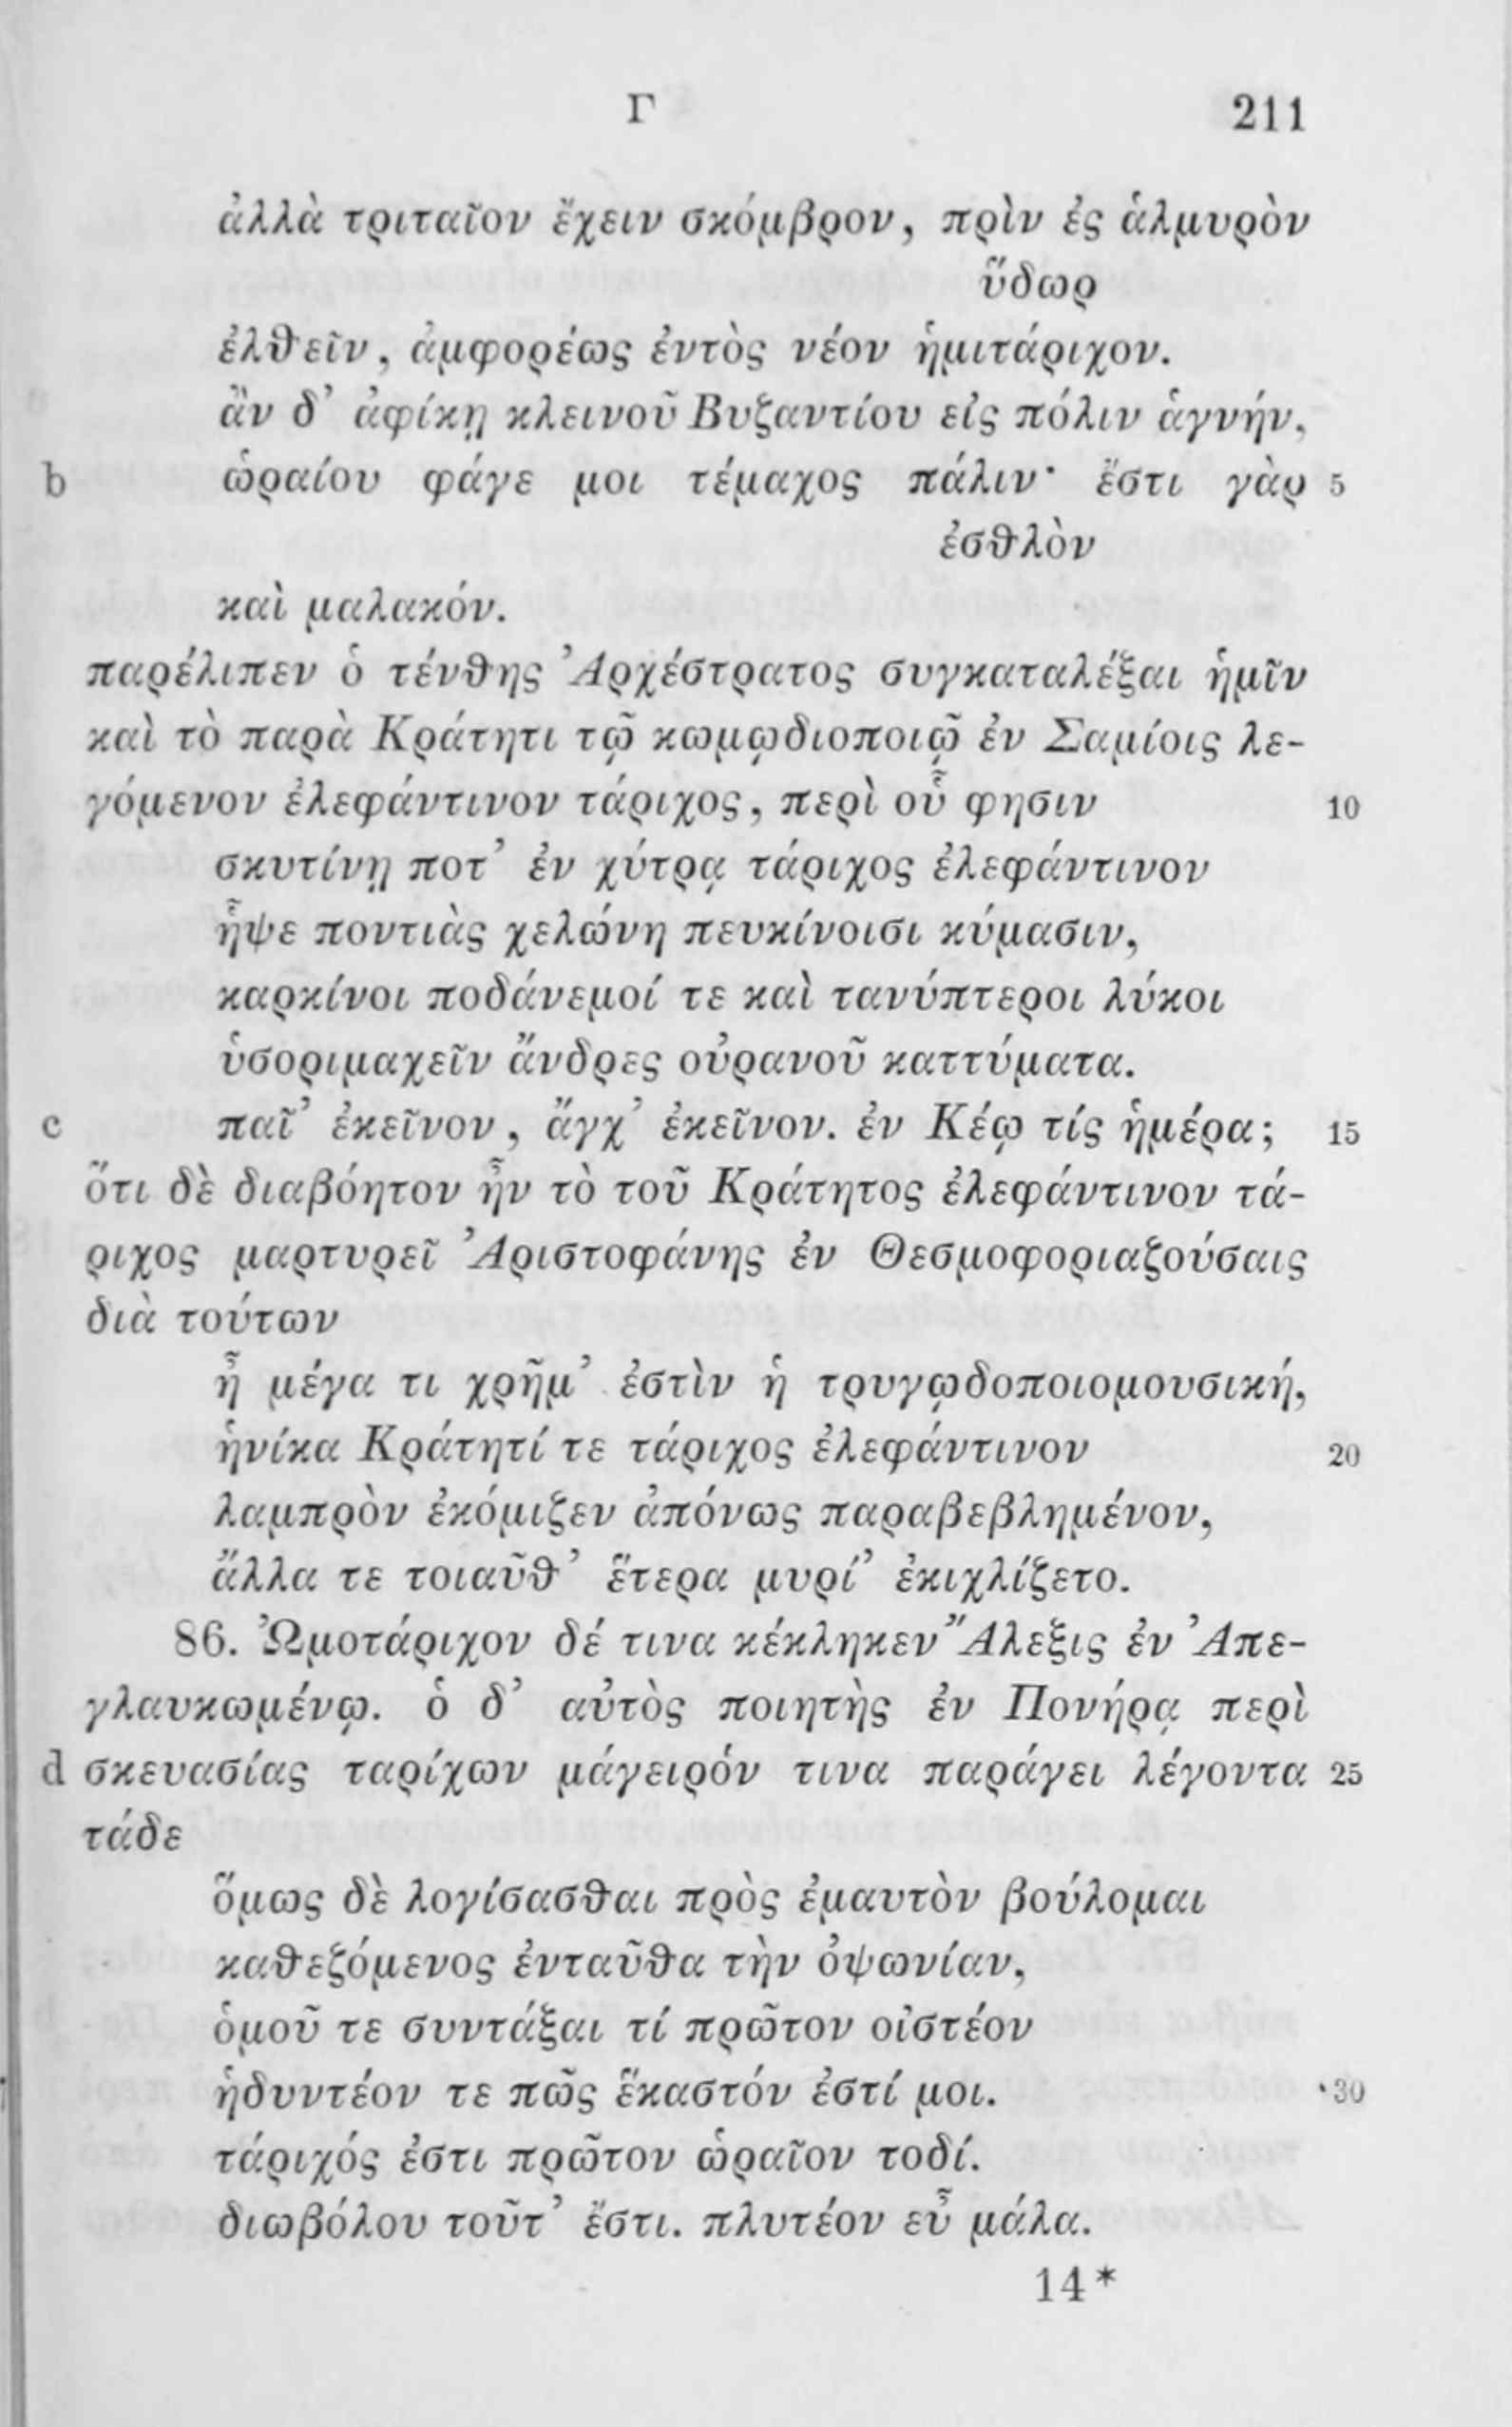 Γ 211
ἀλλὰ τριταῖον ἔχειν σκόμβρον, πρὶν ἐς ἁλμυρὸν
ὕδωρ
ἐλθεῖν, ἀμφορέως ἐντὸς νέον ἡμιτάριχον.
ἂν δ’ ἀφίκῃ κλεινοῦ Βυζαντίου εἰς πόλιν ἁγνήν,
b ὡραίου φάγε μοι τέμαχος πάλιν· ἔστι γὰρ 5
ἐσθλὸν
καὶ μαλακόν.
παρέλιπεν ὁ τένθης Ἀρχέστρατος συγκαταλέξαι ἡμῖν
καὶ τὸ παρὰ Κράτητι τῷ κωμῳδιοποιῷ ἐν Σαμίοις λε-
γόμενον ἐλεφάντινον τάριχος, περὶ οὗ φησιν 10
σκυτίνῃ ποτ’ ἐν χύτρᾳ τάριχος ἐλεφάντινον
ἧψε ποντιὰς χελώνη πευκίνοισι κύμασιν,
καρκίνοι ποδάνεμοί τε καὶ τανύπτεροι λύκοι
ὑσοριμαχεῖν ἄνδρες οὐρανοῦ καττύματα.
c παῖ’ ἐκεῖνον, ἄγχ’ ἐκεῖνον. ἐν Κέῳ τίς ἡμέρα; 15
ὅτι δὲ διαβόητον ἦν τὸ τοῦ Κράτητος ἐλεφάντινον τά-
ριχος μαρτυρεῖ Ἀριστοφάνης ἐν Θεσμοφοριαζούσαις
διὰ τούτων
ἦ μέγα τι χρῆμ’ ἐστὶν ἡ τρυγῳδοποιομουσική,
ἡνίκα Κράτητί τε τάριχος ἐλεφάντινον 20
λαμπρὸν ἐκόμιζεν ἀπόνως παραβεβλημένον,
ἄλλα τε τοιαῦθ’ ἕτερα μυρί’ ἐκιχλίζετο.
86. Ὠμοτάριχον δέ τινα κέκληκεν Ἄλεξις ἐν Ἀπε-
γλαυκωμένῳ. ὁ δ’ αὐτὸς ποιητὴς ἐν Πονήρᾳ περὶ
d σκευασίας ταρίχων μάγειρόν τινα παράγει λέγοντα 25
τάδε
ὅμως δὲ λογίσασθαι πρὸς ἐμαυτὸν βούλομαι
καθεζόμενος ἐνταῦθα τὴν ὀψωνίαν,
ὁμοῦ τε συντάξαι τί πρῶτον οἰστέον
ἡδυντέον τε πῶς ἕκαστόν ἐστί μοι. 30
τάριχός ἐστι πρῶτον ὡραῖον τοδί.
διωβόλου τοῦτ’ ἔστι. πλυτέον εὖ μάλα.
14*